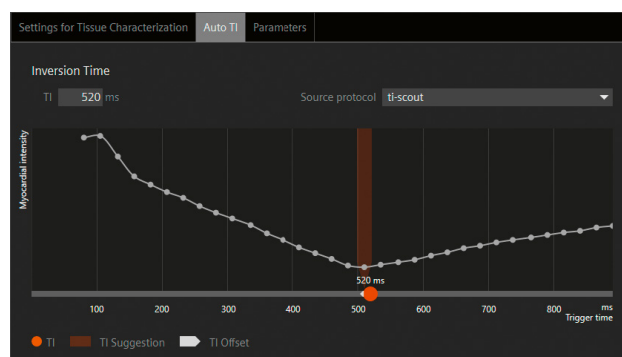 Settings for Tissue Characterization Auto TI Parameters
Inversion Time
TI 520 ms Source protocol ti-scout
Myocardial intensity
520 ms
100 200 300 400 500 600 700 800 ms
Trigger time
TI TI Suggestion TI Offset